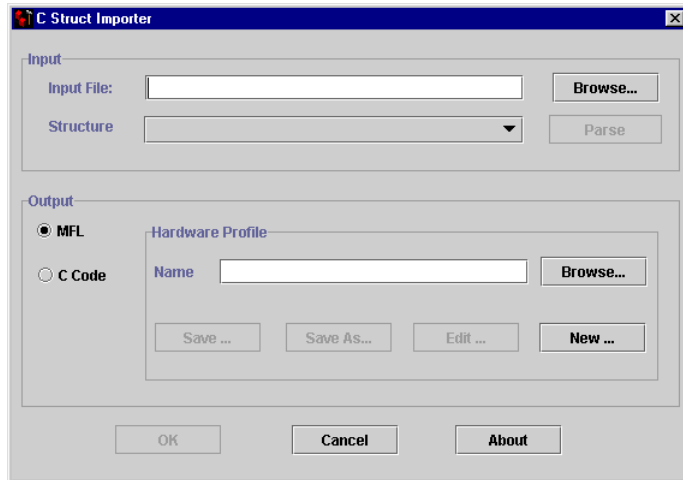 C Struct Importer
Input
Input File: Browse...
Structure Parse
Output
MFL Hardware Profile
C Code Name Browse...
Save ... Save As... Edit ... New ...
OK Cancel About